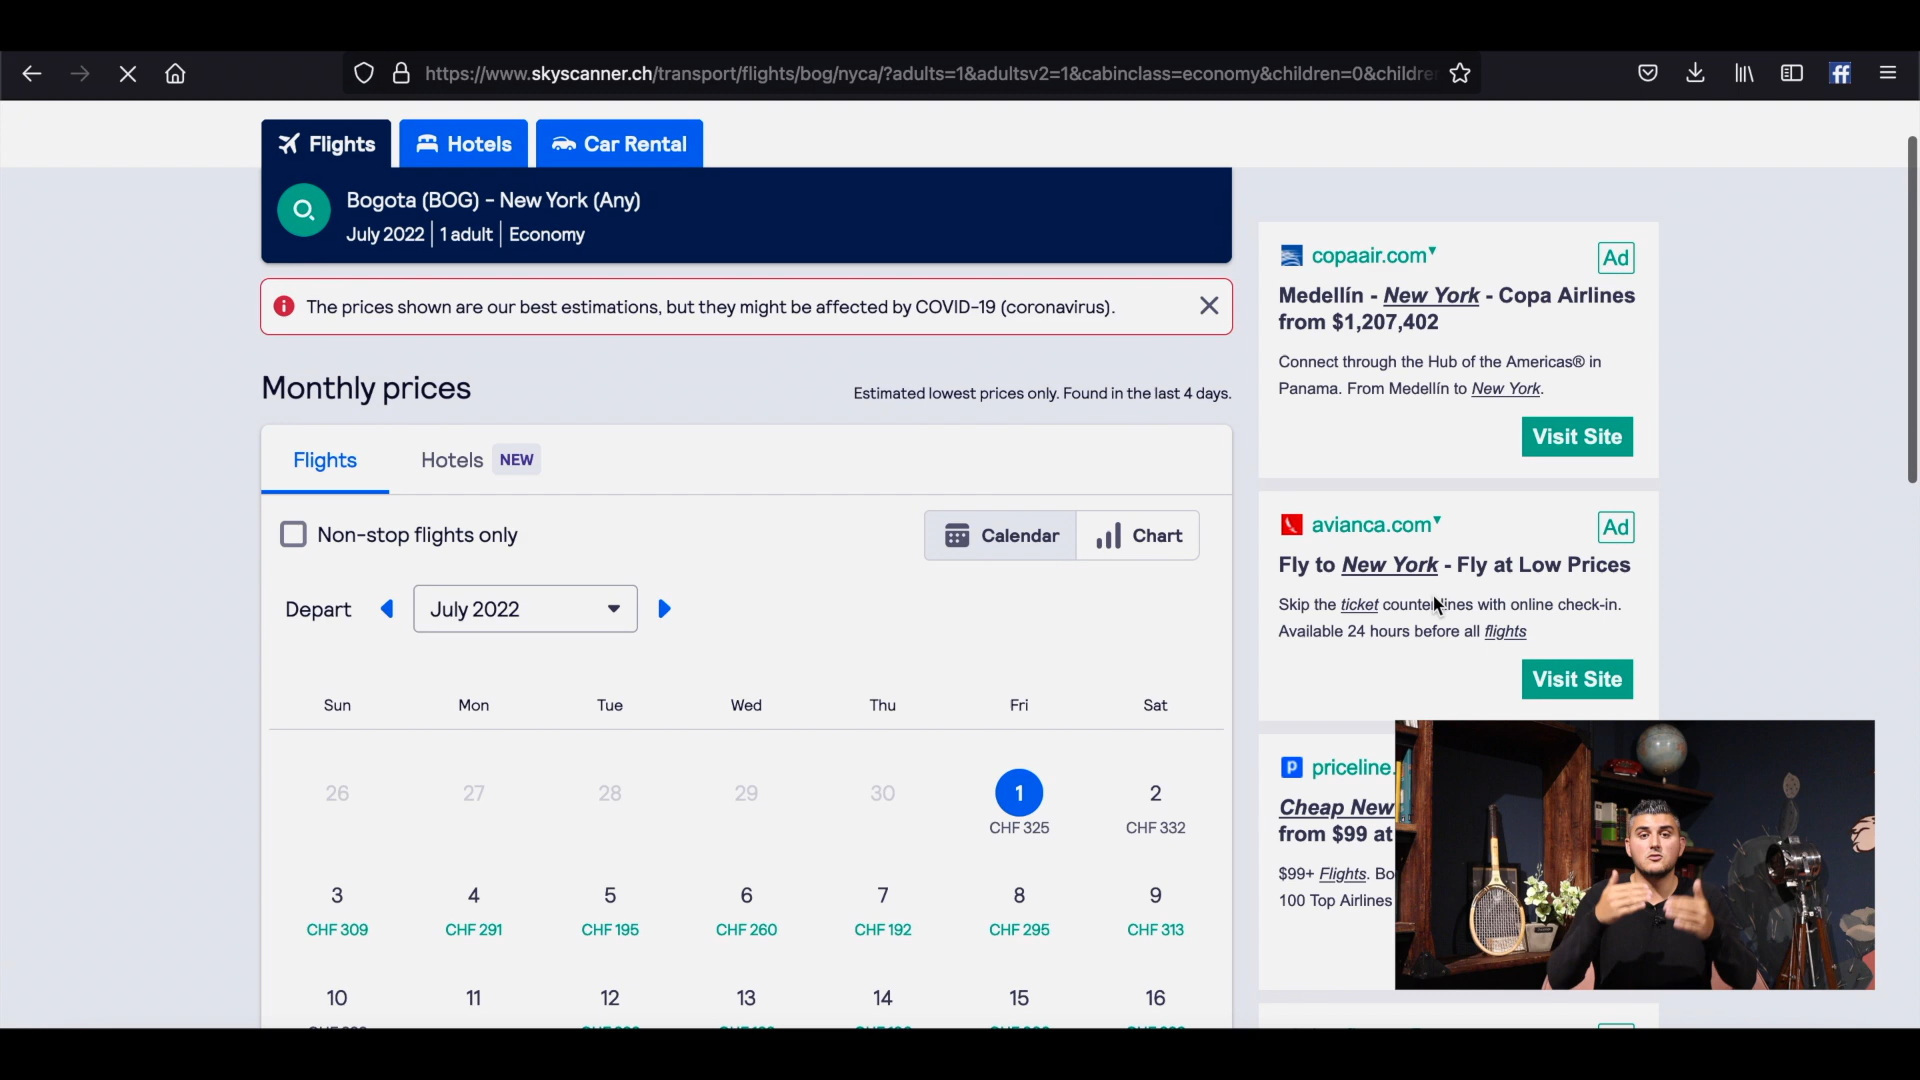 https://www.skyscanner.ch/transport/flights/bog/nyca/?adults=1&adultsv2=1&cabinclass=economy&children=0&childre
ff
Flights
Hotels
Car Rental
Bogota (BOG) – New York (Any)
July 2022 | 1 adult | Economy
The prices shown are our best estimations, but they might be affected by COVID-19 (coronavirus).
Monthly prices
Estimated lowest prices only. Found in the last 4 days.
Flights
Hotels NEW
Non-stop flights only
Calendar
Chart
Depart
July 2022
Sun Mon Tue Wed Thu Fri Sat
26 27 28 29 30 1 2
CHF 325 CHF 332
3 4 5 6 7 8 9
CHF 309 CHF 291 CHF 195 CHF 260 CHF 192 CHF 295 CHF 313
10 11 12 13 14 15 16
copaair.com
Ad
Medellín - New York - Copa Airlines
from $1,207,402
Connect through the Hub of the Americas® in
Panama. From Medellín to New York.
Visit Site
avianca.com
Ad
Fly to New York - Fly at Low Prices
Skip the ticket counter lines with online check-in.
Available 24 hours before all flights
Visit Site
priceline.
Cheap New
from $99 at
$99+ Flights. Bo
100 Top Airlines